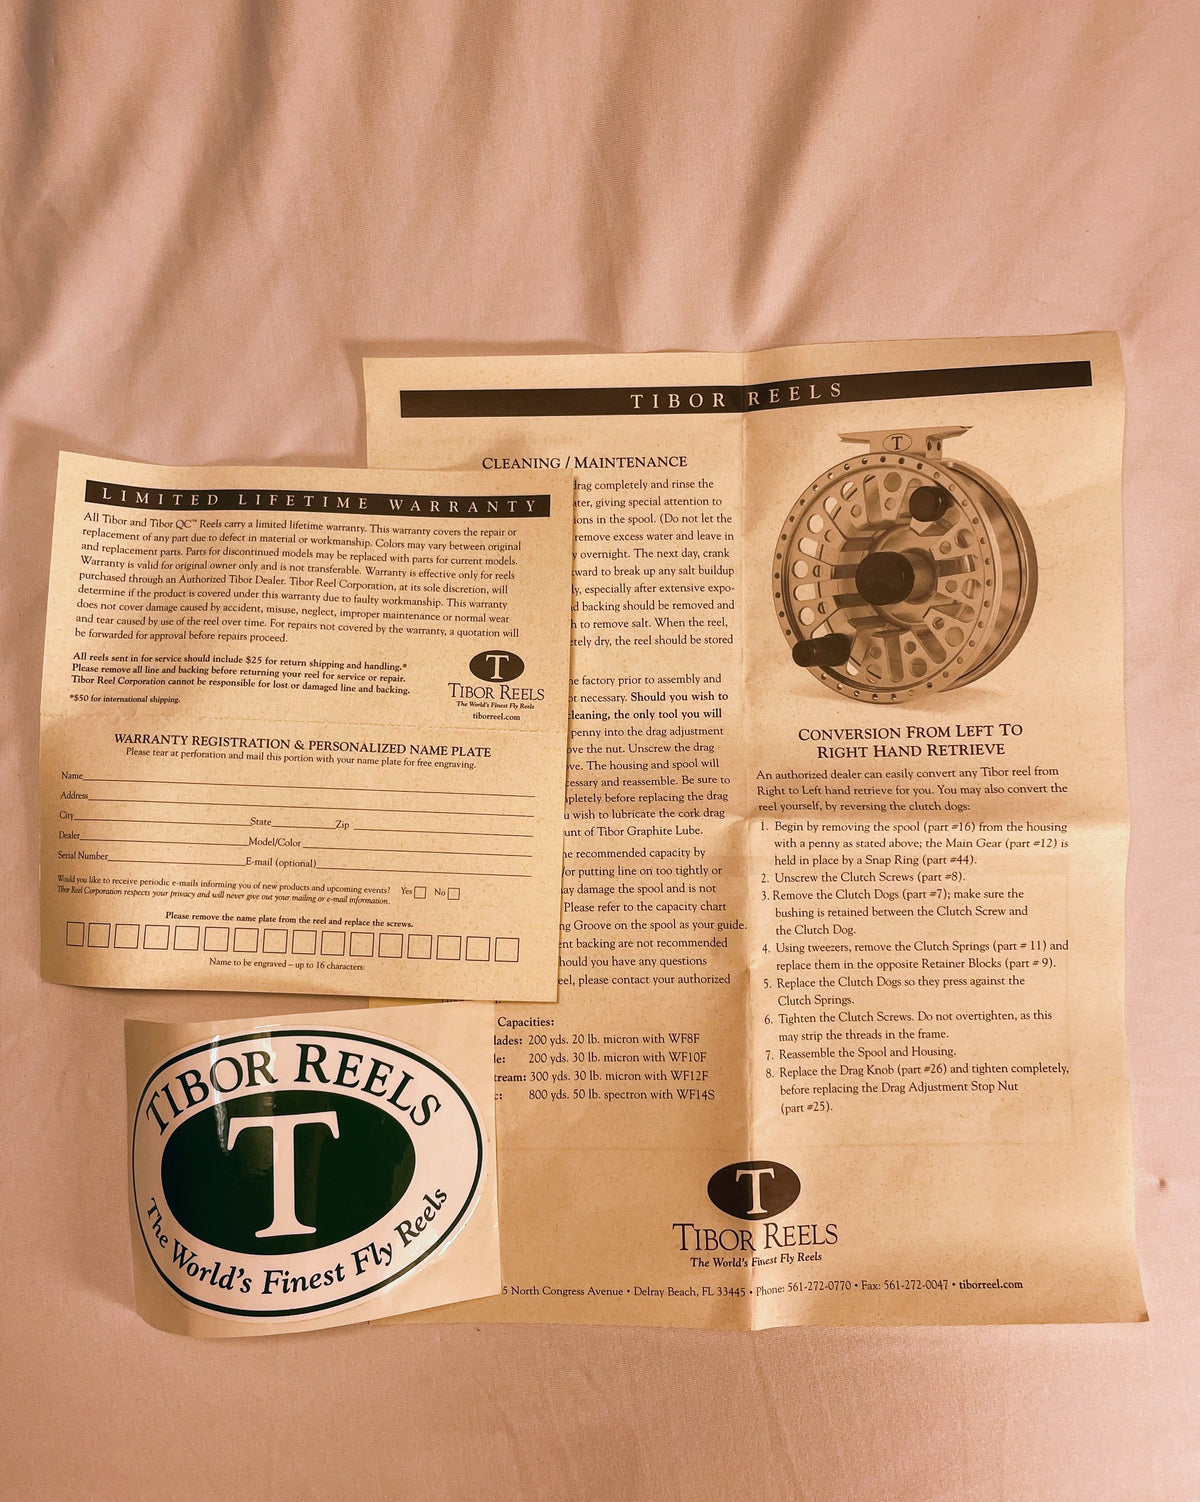 TIBOR REELS
LIMITED LIFETIME WARRANTY
All Tibor and Tibor QC™ Reels carry a limited lifetime warranty. This warranty covers the repair or
replacement of any part due to defect in material or workmanship. Colors may vary between original
and replacement parts. Parts for discontinued models may be replaced with parts for current models.
Warranty is valid for original owner only and is not transferable. Warranty is effective only for reels
purchased through an Authorized Tibor Dealer. Tibor Reel Corporation, at its sole discretion, will
determine if the product is covered under this warranty due to faulty workmanship. This warranty
does not cover damage caused by accident, misuse, neglect, improper maintenance or normal wear
and tear caused by use of the reel over time. For repairs not covered by the warranty, a quotation will
be forwarded for approval before repairs proceed.
All reels sent in for service should include $25 for return shipping and handling.*
Please remove all line and backing before returning your reel for service or repair.
Tibor Reel Corporation cannot be responsible for lost or damaged line and backing.
*$50 for international shipping.
T
TIBOR REELS
The World's Finest Fly Reels
tiborreel.com
WARRANTY REGISTRATION & PERSONALIZED NAME PLATE
Please tear at perforation and mail this portion with your name plate for free engraving.
Name
Address
City State Zip
Dealer Model/Color
Serial Number E-mail (optional)
Would you like to receive periodic e-mails informing you of new products and upcoming events? Yes No
Tibor Reel Corporation respects your privacy and will never give out your mailing or e-mail information.
Please remove the name plate from the reel and replace the screws.
Name to be engraved – up to 16 characters:
CLEANING / MAINTENANCE
drag completely and rinse the
ater, giving special attention to
ions in the spool. (Do not let the
remove excess water and leave in
y overnight. The next day, crank
ward to break up any salt buildup
ly, especially after extensive expo-
d backing should be removed and
h to remove salt. When the reel,
etely dry, the reel should be stored
he factory prior to assembly and
ot necessary. Should you wish to
leaning, the only tool you will
penny into the drag adjustment
ove the nut. Unscrew the drag
ve. The housing and spool will
cessary and reassemble. Be sure to
pletely before replacing the drag
u wish to lubricate the cork drag
unt of Tibor Graphite Lube.
he recommended capacity by
/or putting line on too tightly or
ay damage the spool and is not
Please refer to the capacity chart
ng Groove on the spool as your guide.
ent backing are not recommended
hould you have any questions
eel, please contact your authorized
Capacities:
lades: 200 yds. 20 lb. micron with WF8F
le: 200 yds. 30 lb. micron with WF10F
tream: 300 yds. 30 lb. micron with WF12F
c: 800 yds. 50 lb. spectron with WF14S
T
CONVERSION FROM LEFT TO
RIGHT HAND RETRIEVE
An authorized dealer can easily convert any Tibor reel from
Right to Left hand retrieve for you. You may also convert the
reel yourself, by reversing the clutch dogs:
1. Begin by removing the spool (part #16) from the housing
with a penny as stated above; the Main Gear (part #12) is
held in place by a Snap Ring (part #44).
2. Unscrew the Clutch Screws (part #8).
3. Remove the Clutch Dogs (part #7); make sure the
bushing is retained between the Clutch Screw and
the Clutch Dog.
4. Using tweezers, remove the Clutch Springs (part # 11) and
replace them in the opposite Retainer Blocks (part # 9).
5. Replace the Clutch Dogs so they press against the
Clutch Springs.
6. Tighten the Clutch Screws. Do not overtighten, as this
may strip the threads in the frame.
7. Reassemble the Spool and Housing.
8. Replace the Drag Knob (part #26) and tighten completely,
before replacing the Drag Adjustment Stop Nut
(part #25).
T
TIBOR REELS
The World's Finest Fly Reels
5 North Congress Avenue • Delray Beach, FL 33445 • Phone: 561-272-0770 • Fax: 561-272-0047 • tiborreel.com
TIBOR REELS
T
The World's Finest Fly Reels